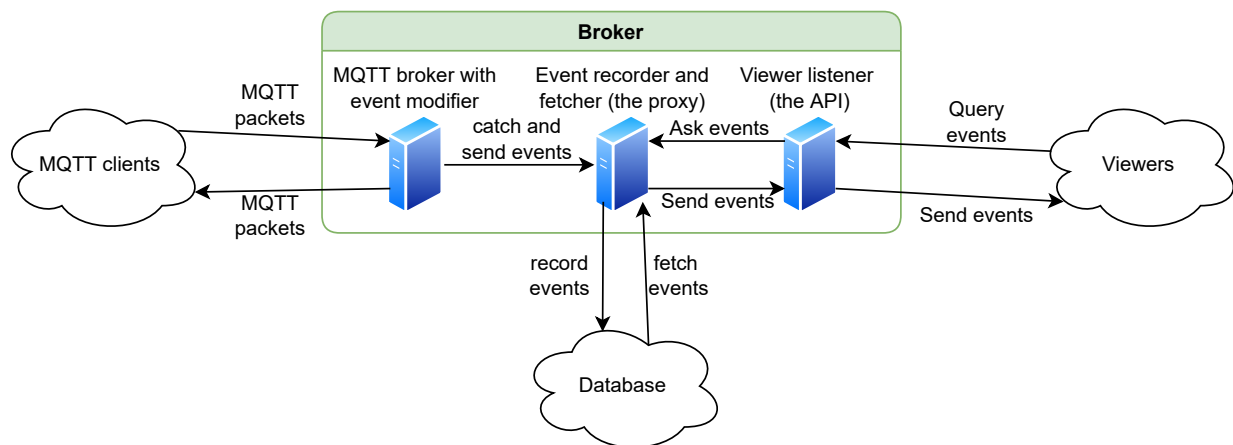 Broker
MQTT broker with
event modifier
Event recorder and
fetcher (the proxy)
Viewer listener
(the API)
MQTT
packets
catch and
send events
Ask events
Query
events
MQTT clients
Viewers
MQTT
packets
Send events
Send events
record
events
fetch
events
Database